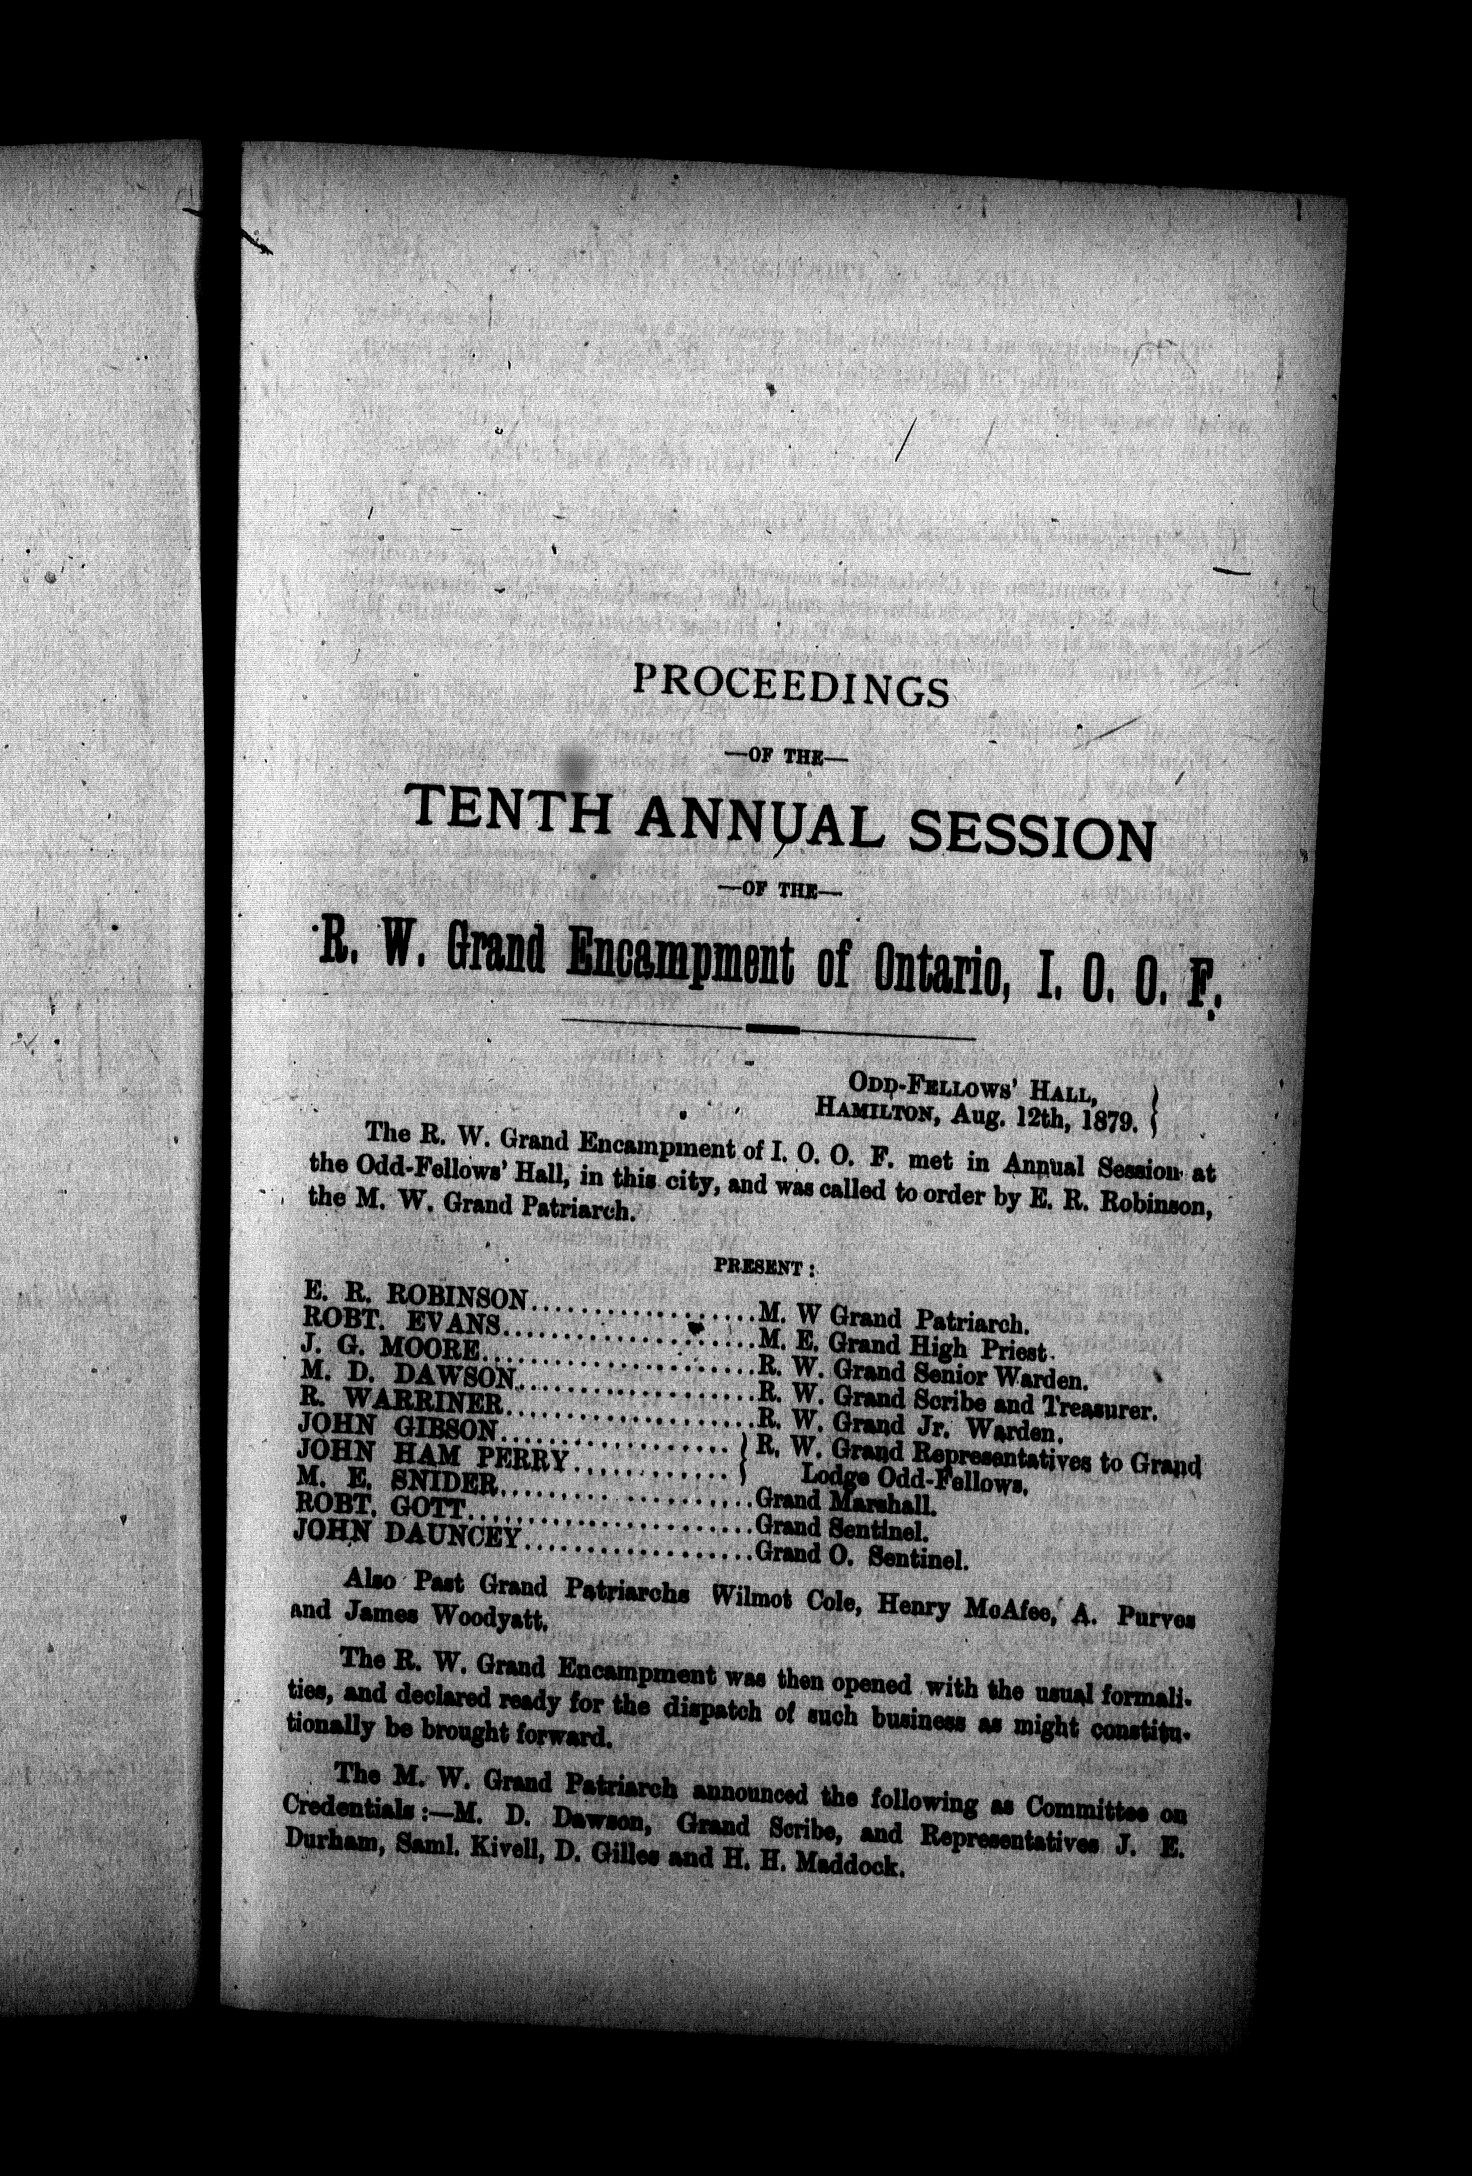 PROCEEDINGS
—OF THE—
TENTH ANNUAL SESSION
—OF THE—
R. W. Grand Encampment of Ontario, I. O. O. F.
ODD-FELLOWS' HALL,
HAMILTON, Aug. 12th, 1879.
The R. W. Grand Encampment of I. O. O. F. met in Annual Session at
the Odd-Fellows' Hall, in this city, and was called to order by E. R. Robinson,
the M. W. Grand Patriarch.
PRESENT:
E. R. ROBINSON..................M. W Grand Patriarch.
ROBT. EVANS....................M. E. Grand High Priest.
J. G. MOORE......................R. W. Grand Senior Warden.
M. D. DAWSON...................R. W. Grand Scribe and Treasurer.
R. WARRINER....................R. W. Grand Jr. Warden.
JOHN GIBSON................... } R. W. Grand Representatives to Grand
JOHN HAM PERRY............. } Lodge Odd-Fellows.
M. E. SNIDER.....................Grand Marshall.
ROBT. GOTT.......................Grand Sentinel.
JOHN DAUNCEY...................Grand O. Sentinel.
Also Past Grand Patriarchs Wilmot Cole, Henry McAfee, A. Purves
and James Woodyatt.
The R. W. Grand Encampment was then opened with the usual formali-
ties, and declared ready for the dispatch of such business as might constitu-
tionally be brought forward.
The M. W. Grand Patriarch announced the following as Committee on
Credentials:—M. D. Dawson, Grand Scribe, and Representatives J. E.
Durham, Saml. Kivell, D. Gilles and H. H. Maddock.